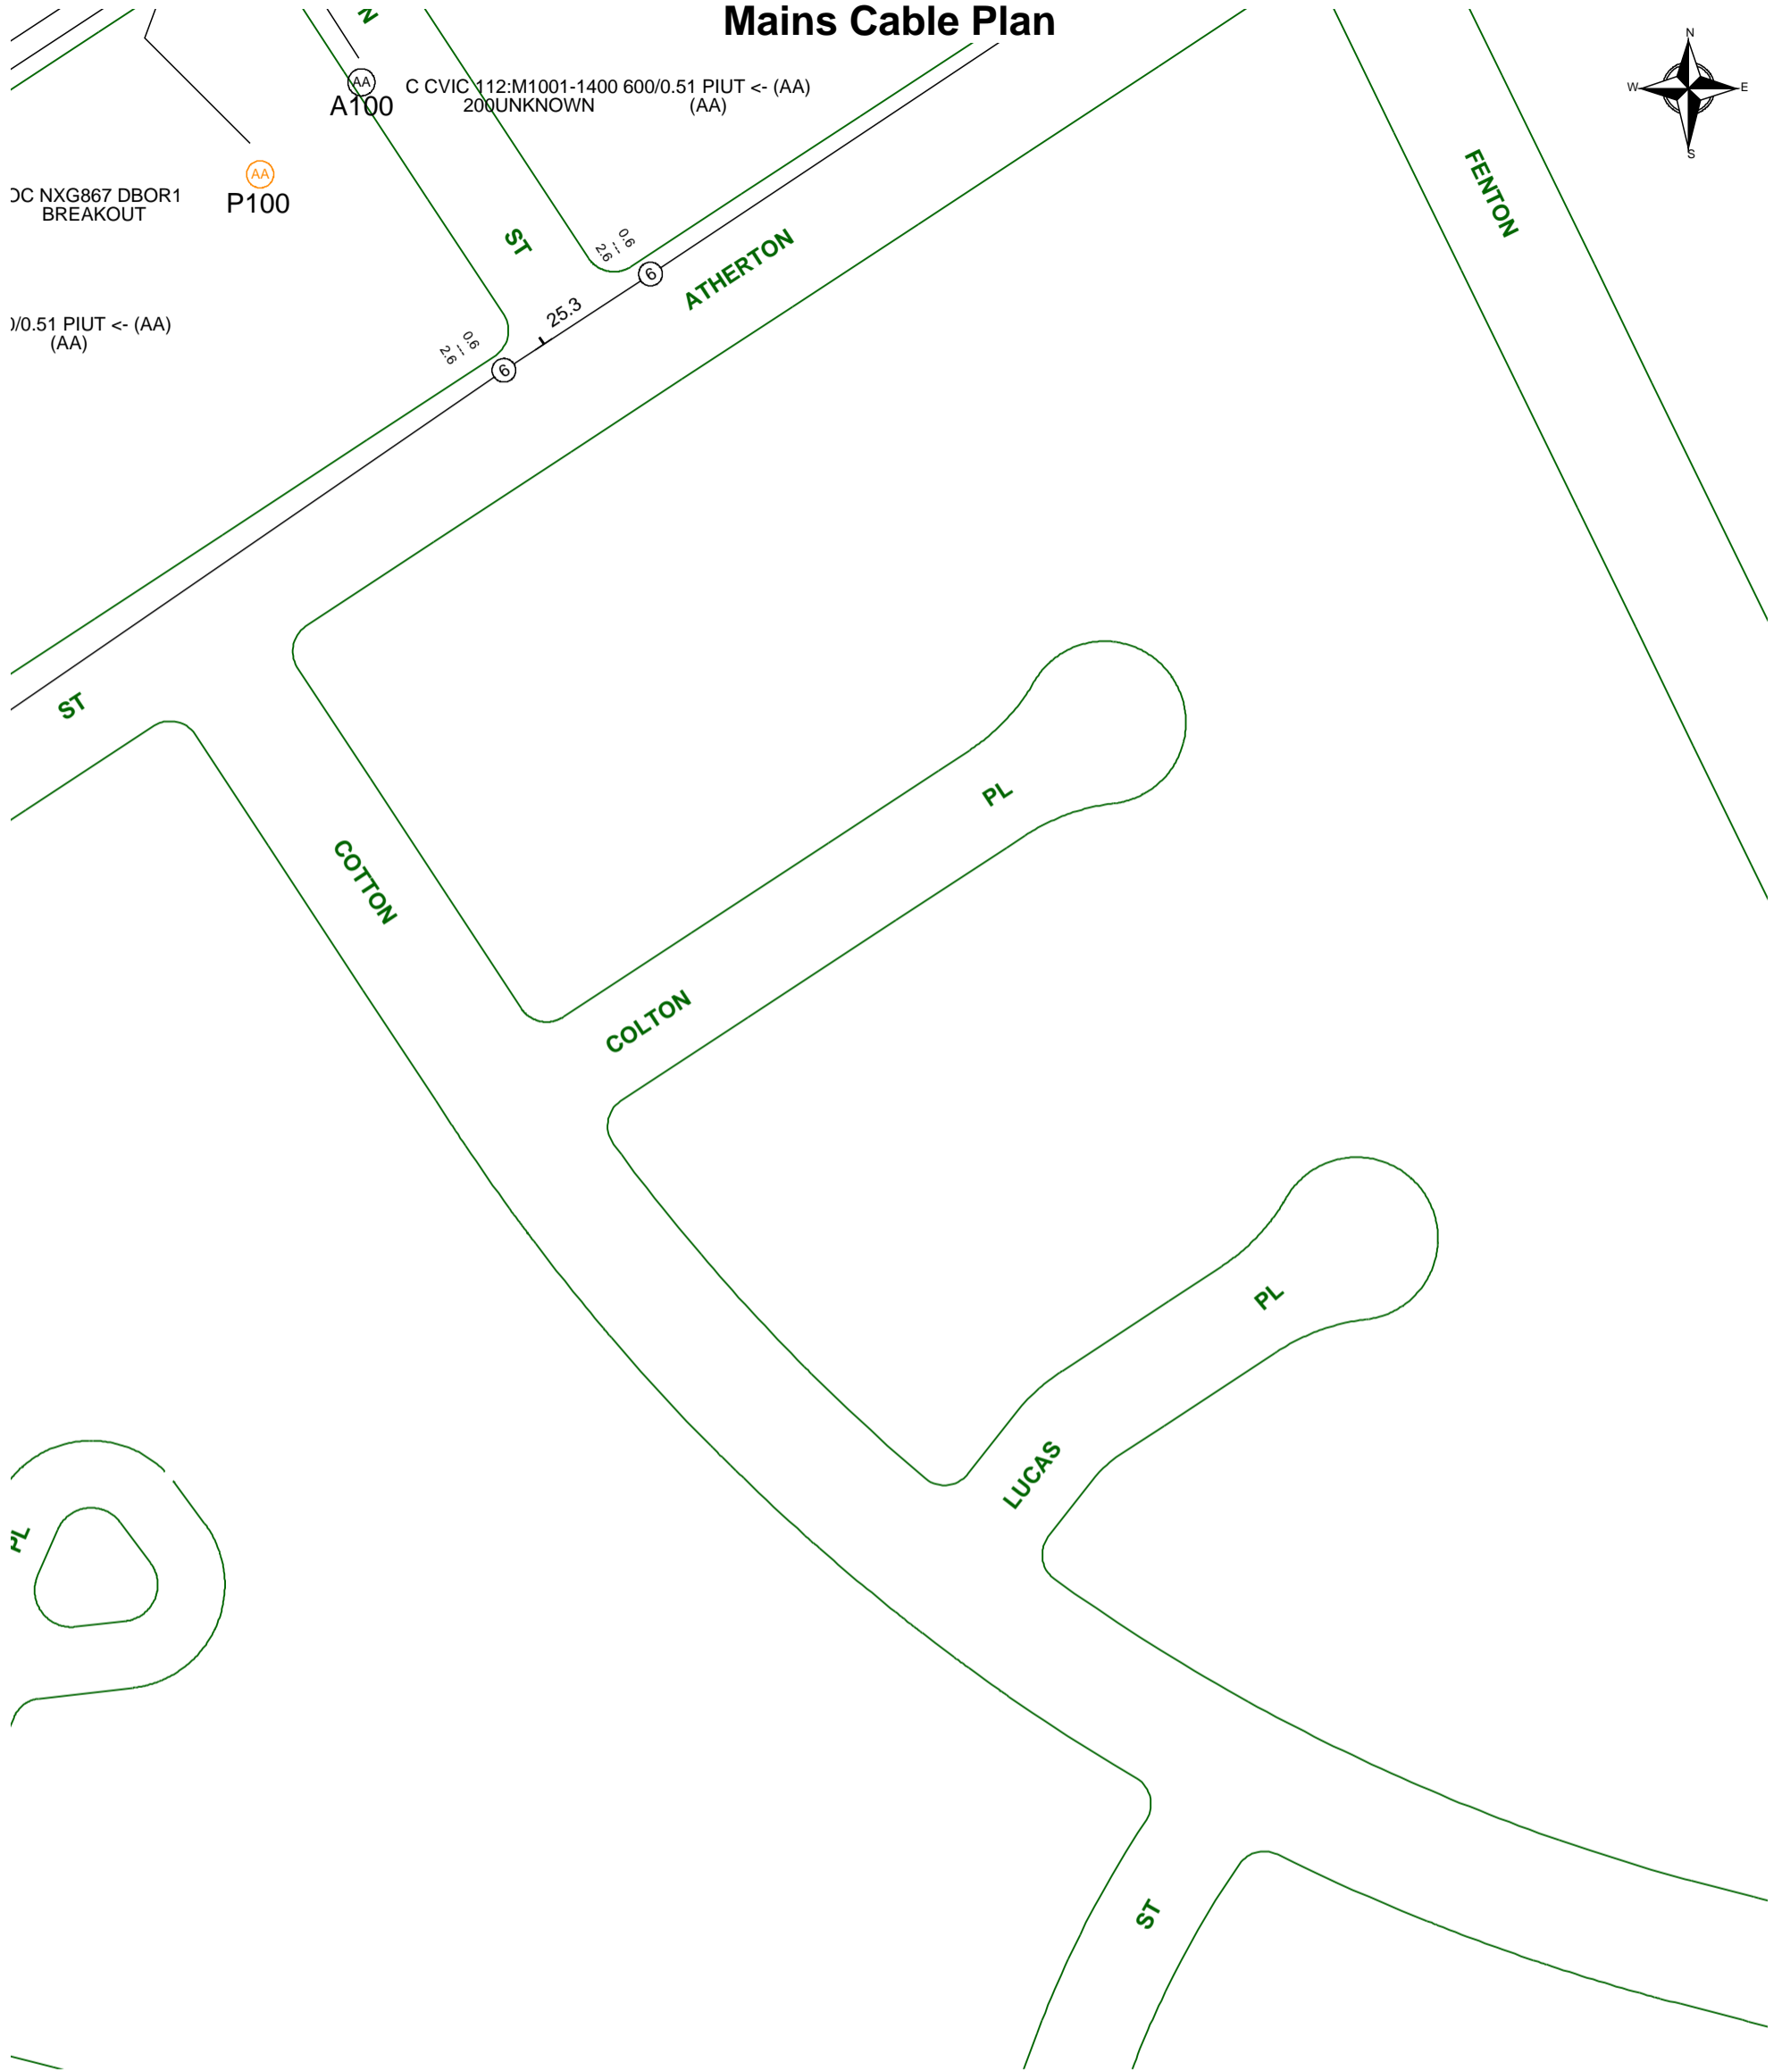 Mains Cable Plan
N
W
E
S
N
AA
A100
C CVIC 112:M1001-1400 600/0.51 PIUT <- (AA)
200UNKNOWN (AA)
AA
P100
OC NXG867 DBOR1
BREAKOUT
FENTON
ST
0.6
2.6
6
ATHERTON
25.3
L
0/0.51 PIUT <- (AA)
(AA)
0.6
2.6
6
ST
PL
COTTON
COLTON
PL
LUCAS
PL
ST